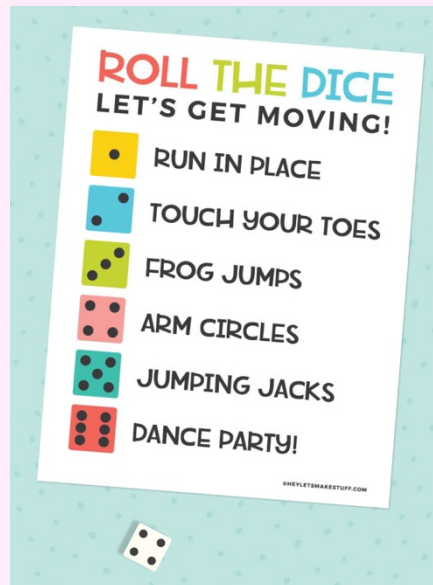 ROLL THE DICE
LET'S GET MOVING!
RUN IN PLACE
TOUCH YOUR TOES
FROG JUMPS
ARM CIRCLES
JUMPING JACKS
DANCE PARTY!
©HEYLETSMAKESTUFF.COM